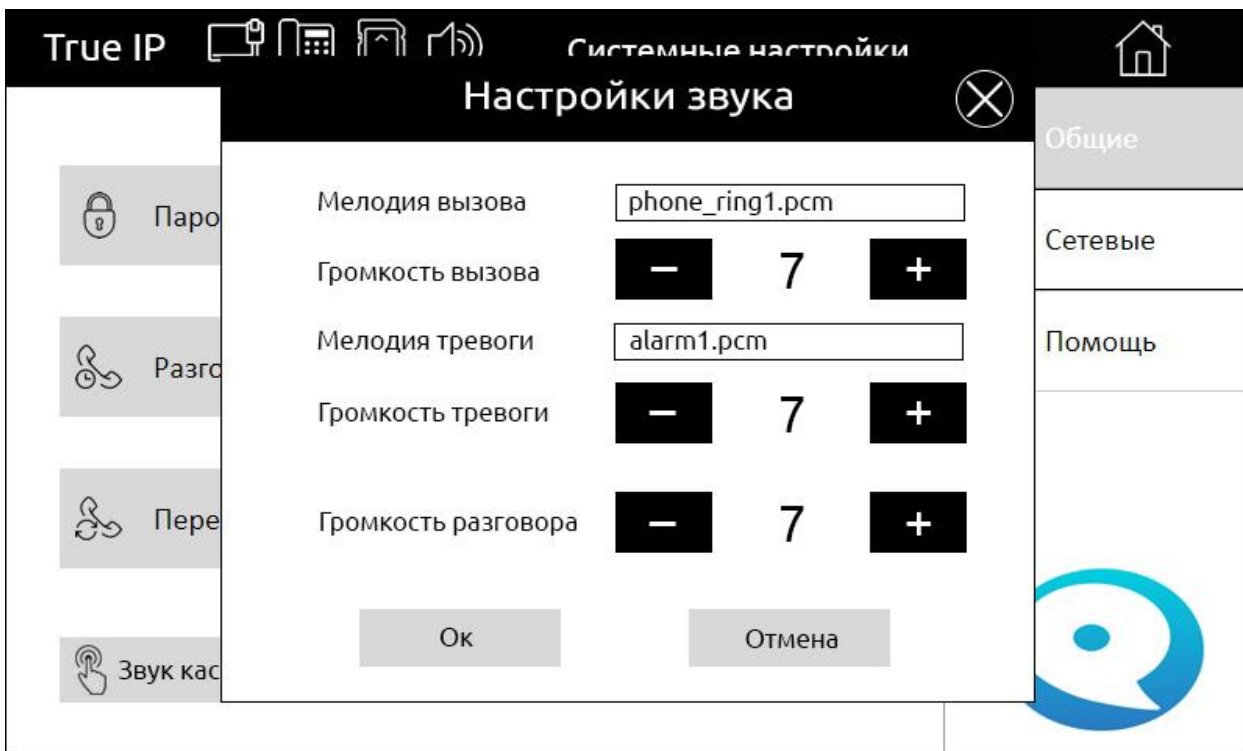 True IP
Системные настройки
Настройки звука
Общие
Мелодия вызова phone_ring1.pcm
Паро
Сетевые
Громкость вызова − 7 +
Мелодия тревоги alarm1.pcm
Помощь
Разго
Громкость тревоги − 7 +
Пере
Громкость разговора − 7 +
Ок Отмена
Звук кас